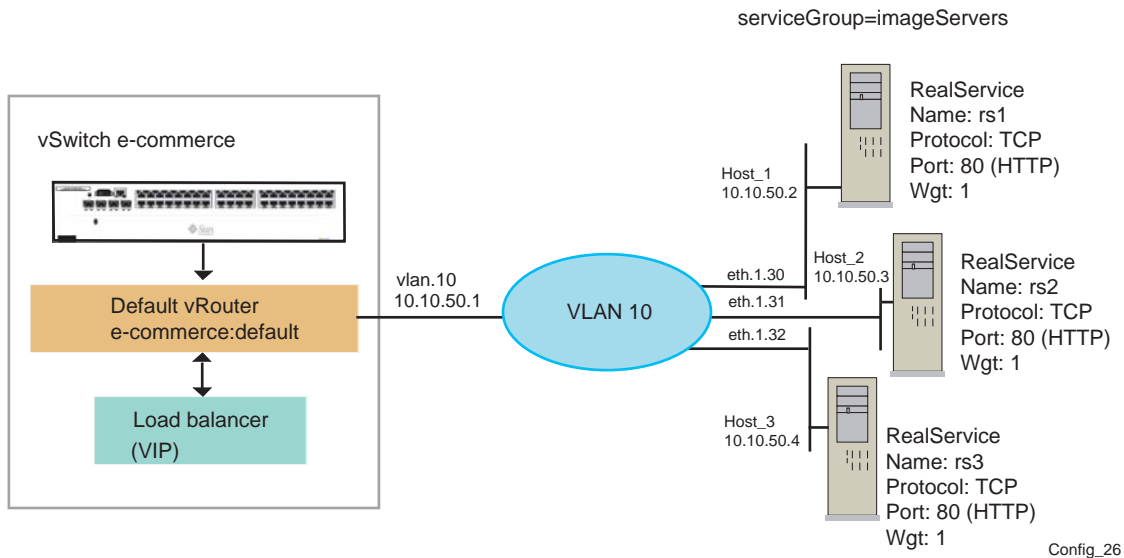 serviceGroup=imageServers
vSwitch e-commerce
Sun
Default vRouter
e-commerce:default
Load balancer
(VIP)
vlan.10
10.10.50.1
VLAN 10
eth.1.30
eth.1.31
eth.1.32
Host_1
10.10.50.2
RealService
Name: rs1
Protocol: TCP
Port: 80 (HTTP)
Wgt: 1
Host_2
10.10.50.3
RealService
Name: rs2
Protocol: TCP
Port: 80 (HTTP)
Wgt: 1
Host_3
10.10.50.4
RealService
Name: rs3
Protocol: TCP
Port: 80 (HTTP)
Wgt: 1
Config_26